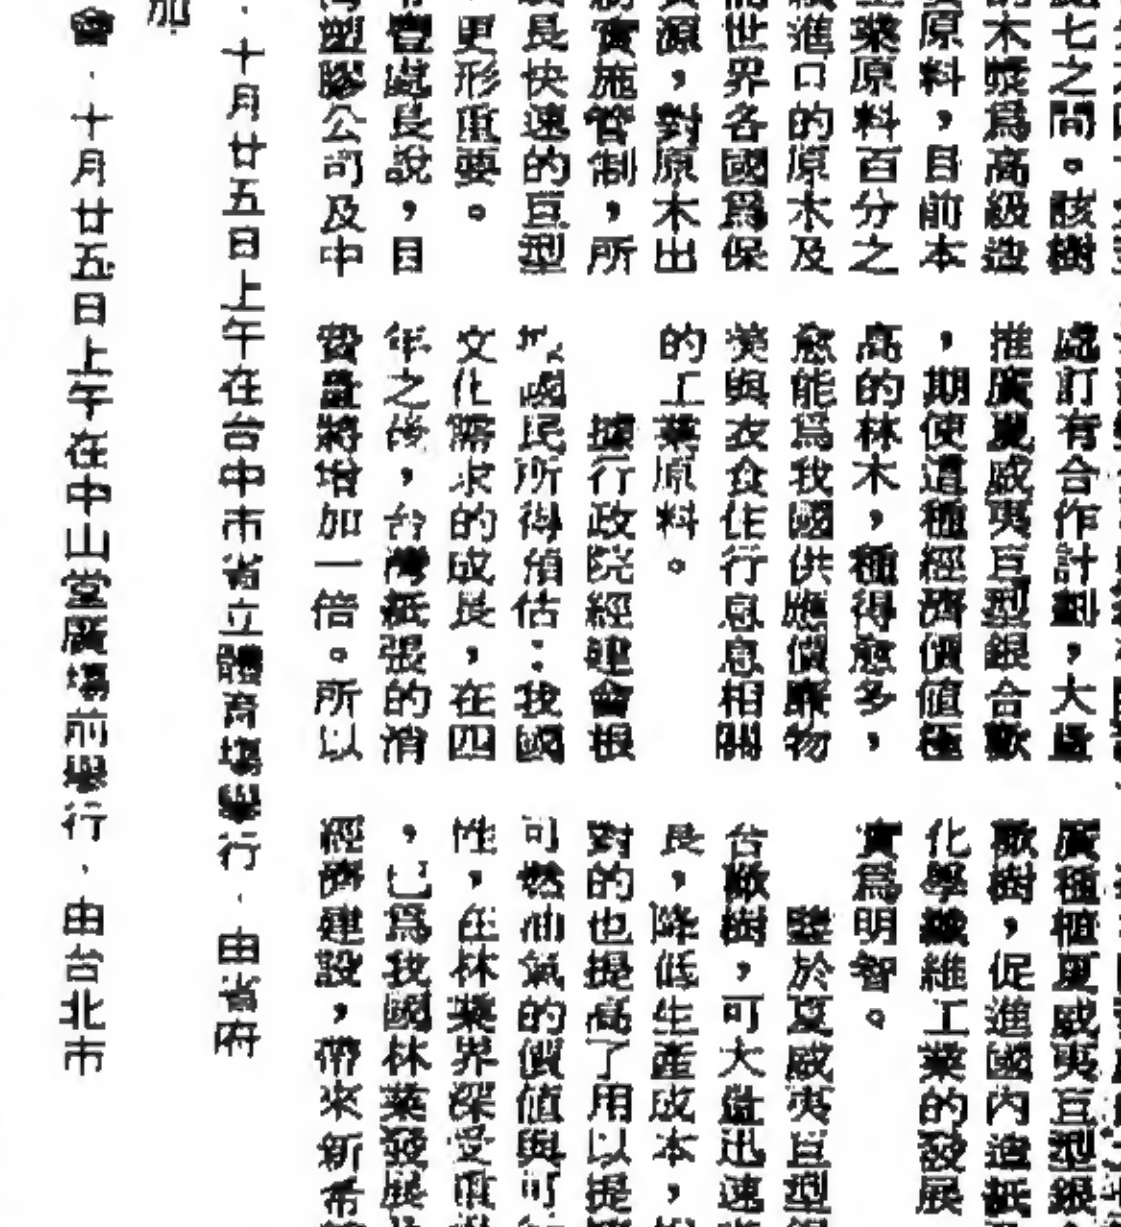 七之間。該樹
木漿爲高級造
原料，目前本
業原料百分之
進口的原木及
世界各國爲保
源，對原木出
實施管制，所
長快速的巨型
更形重要。
豐處長說，目
塑膠公司及中
處訂有合作計劃，大量
推廣夏威夷巨型銀合歡
，期使這種經濟價值極
高的林木，種得愈多，
愈能爲我國供應價廉物
美與衣食住行息息相關
的工業原料。
據行政院經建會根
國民所得預估：我國
文化需求的成長，在四
年之後，台灣紙張的消
費量將增加一倍。所以
廣種植夏威夷巨型銀
歡樹，促進國內造紙
化學纖維工業的發展
實爲明智。
鑒於夏威夷巨型
合歡樹，可大量迅速
長，降低生產成本，
對的也提高了用以提
可燃油氣的價值與可
性，在林業界深受重
，已爲我國林業發展
經濟建設，帶來新希
十月廿五日上午在台中市省立體育場舉行．由省府
加
會．十月廿五日上午在中山堂廣場前舉行．由台北市